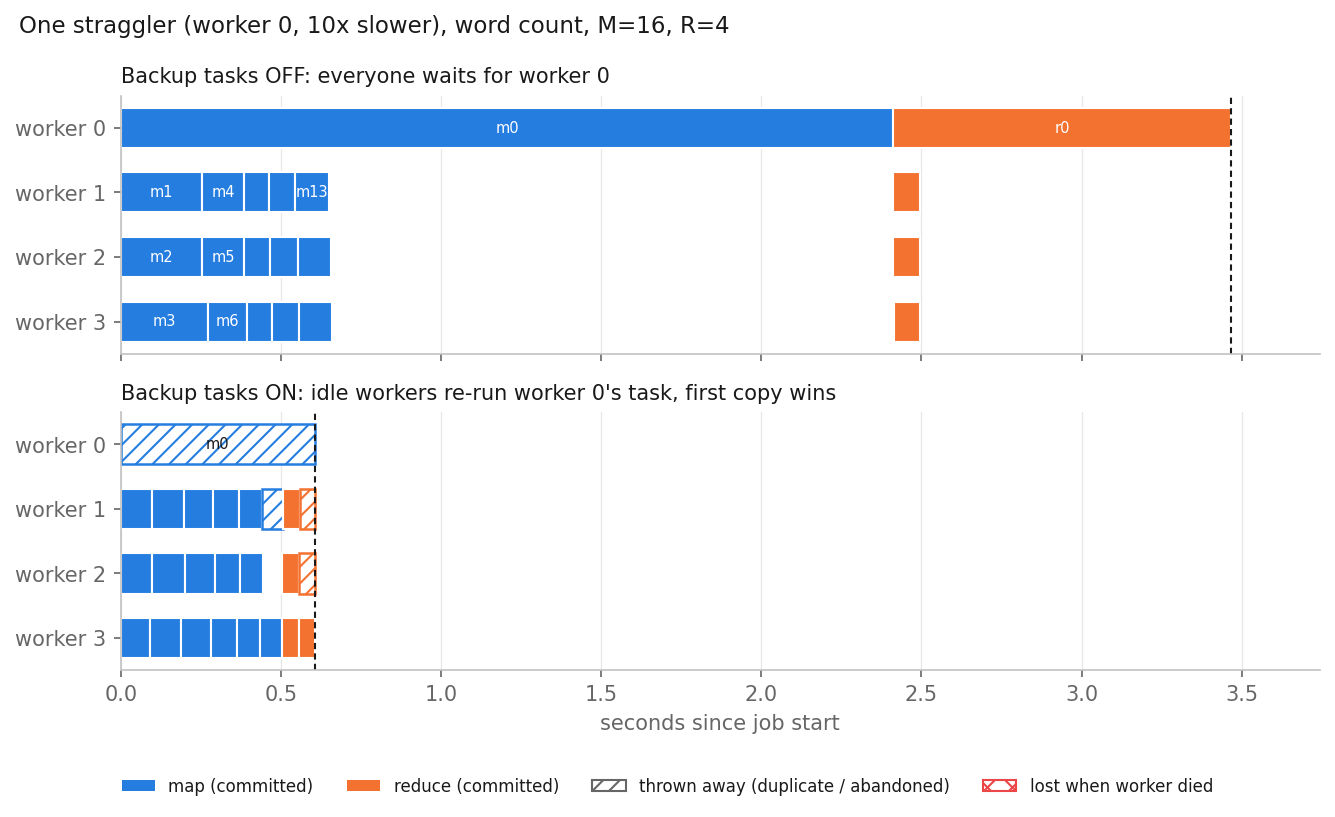 One straggler (worker 0, 10x slower), word count, M=16, R=4
Backup tasks OFF: everyone waits for worker 0
worker 0
m0
r0
worker 1
m1
m4
m13
worker 2
m2
m5
worker 3
m3
m6
Backup tasks ON: idle workers re-run worker 0's task, first copy wins
worker 0
m0
worker 1
worker 2
worker 3
0.0 0.5 1.0 1.5 2.0 2.5 3.0 3.5
seconds since job start
map (committed) reduce (committed) thrown away (duplicate / abandoned) lost when worker died